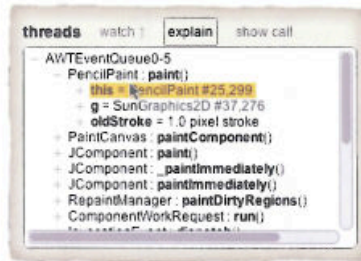 threads watch 1 explain show call
- AWTEventQueue0-5
- PencilPaint : paint()
+ this = PencilPaint #25,299
+ g = SunGraphics2D #37,276
oldStroke = 1.0 pixel stroke
+ PaintCanvas : paintComponent()
+ JComponent : paint()
+ JComponent : _paintImmediately()
+ JComponent : paintImmediately()
+ RepaintManager : paintDirtyRegions()
+ ComponentWorkRequest : run()